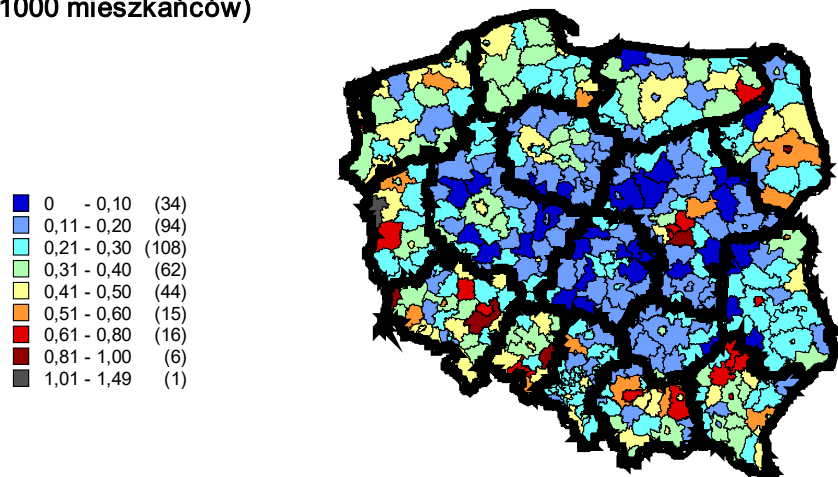 1000 mieszkańców)
0 - 0,10 (34)
0,11 - 0,20 (94)
0,21 - 0,30 (108)
0,31 - 0,40 (62)
0,41 - 0,50 (44)
0,51 - 0,60 (15)
0,61 - 0,80 (16)
0,81 - 1,00 (6)
1,01 - 1,49 (1)